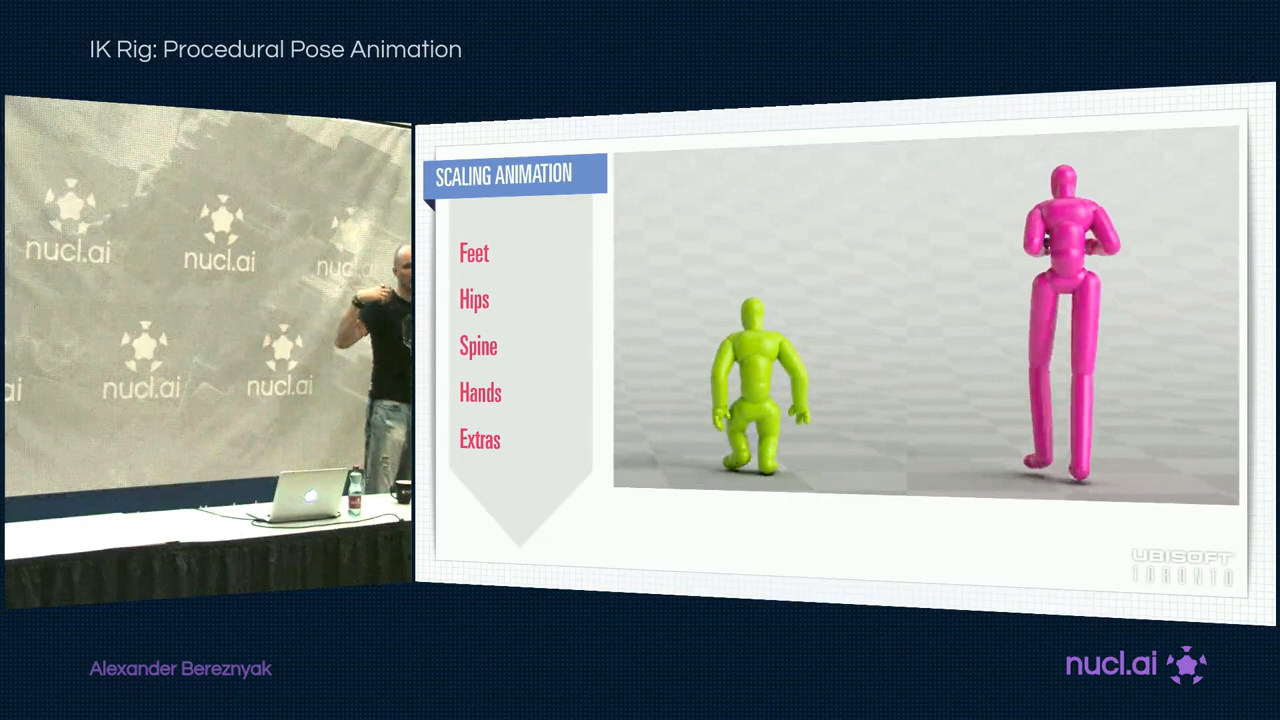 IK Rig: Procedural Pose Animation
nucl.ai
nucl.ai
nucl.ai
ai
nucl.ai
nucl.ai
SCALING ANIMATION
Feet
Hips
Spine
Hands
Extras
UBISOFT
TORONTO
Alexander Bereznyak
nucl.ai